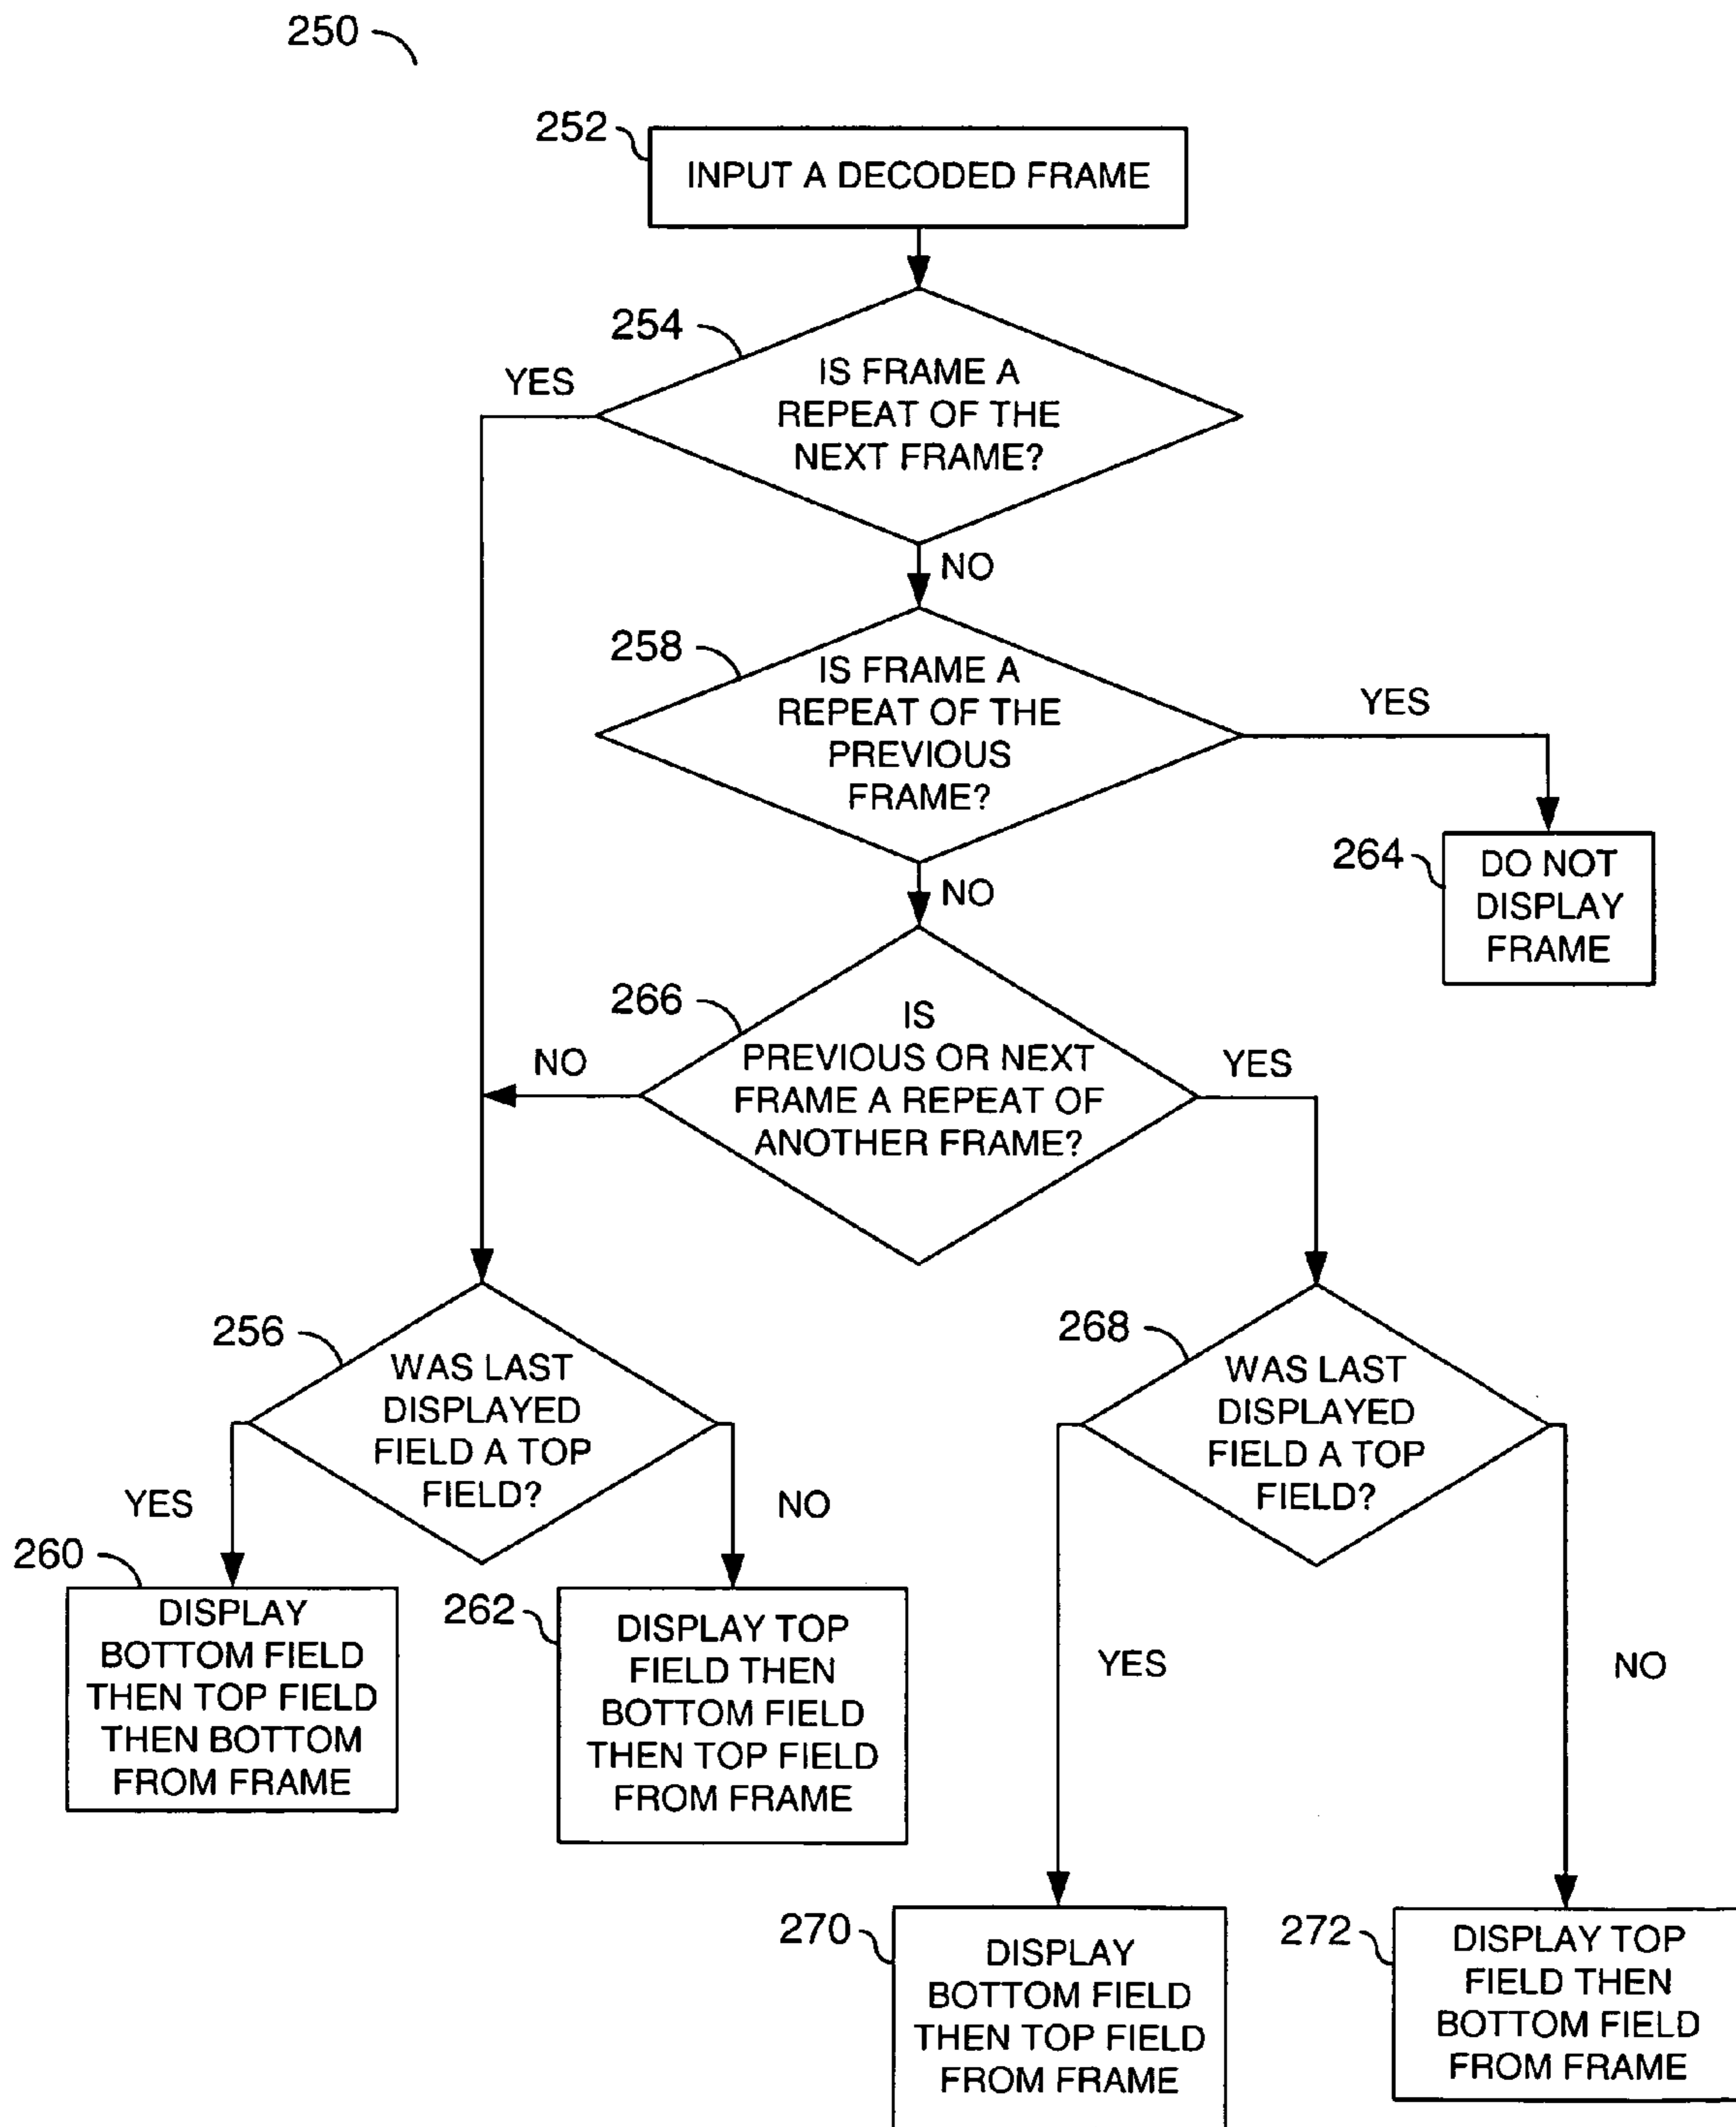 250
252
INPUT A DECODED FRAME
254
IS FRAME A
REPEAT OF THE
NEXT FRAME?
YES
NO
258
IS FRAME A
REPEAT OF THE
PREVIOUS
FRAME?
YES
NO
264
DO NOT
DISPLAY
FRAME
266
IS
PREVIOUS OR NEXT
FRAME A REPEAT OF
ANOTHER FRAME?
NO
YES
256
WAS LAST
DISPLAYED
FIELD A TOP
FIELD?
YES
NO
268
WAS LAST
DISPLAYED
FIELD A TOP
FIELD?
YES
NO
260
DISPLAY
BOTTOM FIELD
THEN TOP FIELD
THEN BOTTOM
FROM FRAME
262
DISPLAY TOP
FIELD THEN
BOTTOM FIELD
THEN TOP FIELD
FROM FRAME
270
DISPLAY
BOTTOM FIELD
THEN TOP FIELD
FROM FRAME
272
DISPLAY TOP
FIELD THEN
BOTTOM FIELD
FROM FRAME